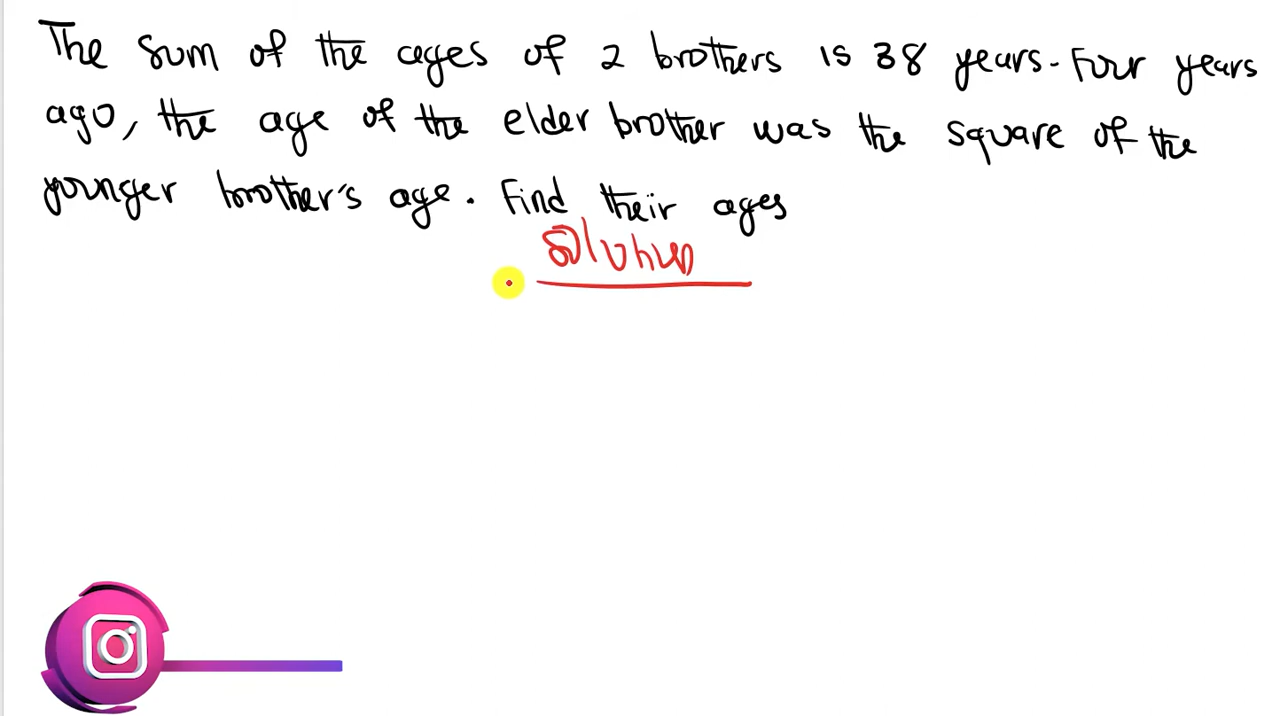 The sum of the ages of 2 brothers is 38 years. Four years
ago, the age of the elder brother was the square of the
younger brother's age. Find their ages
Solution